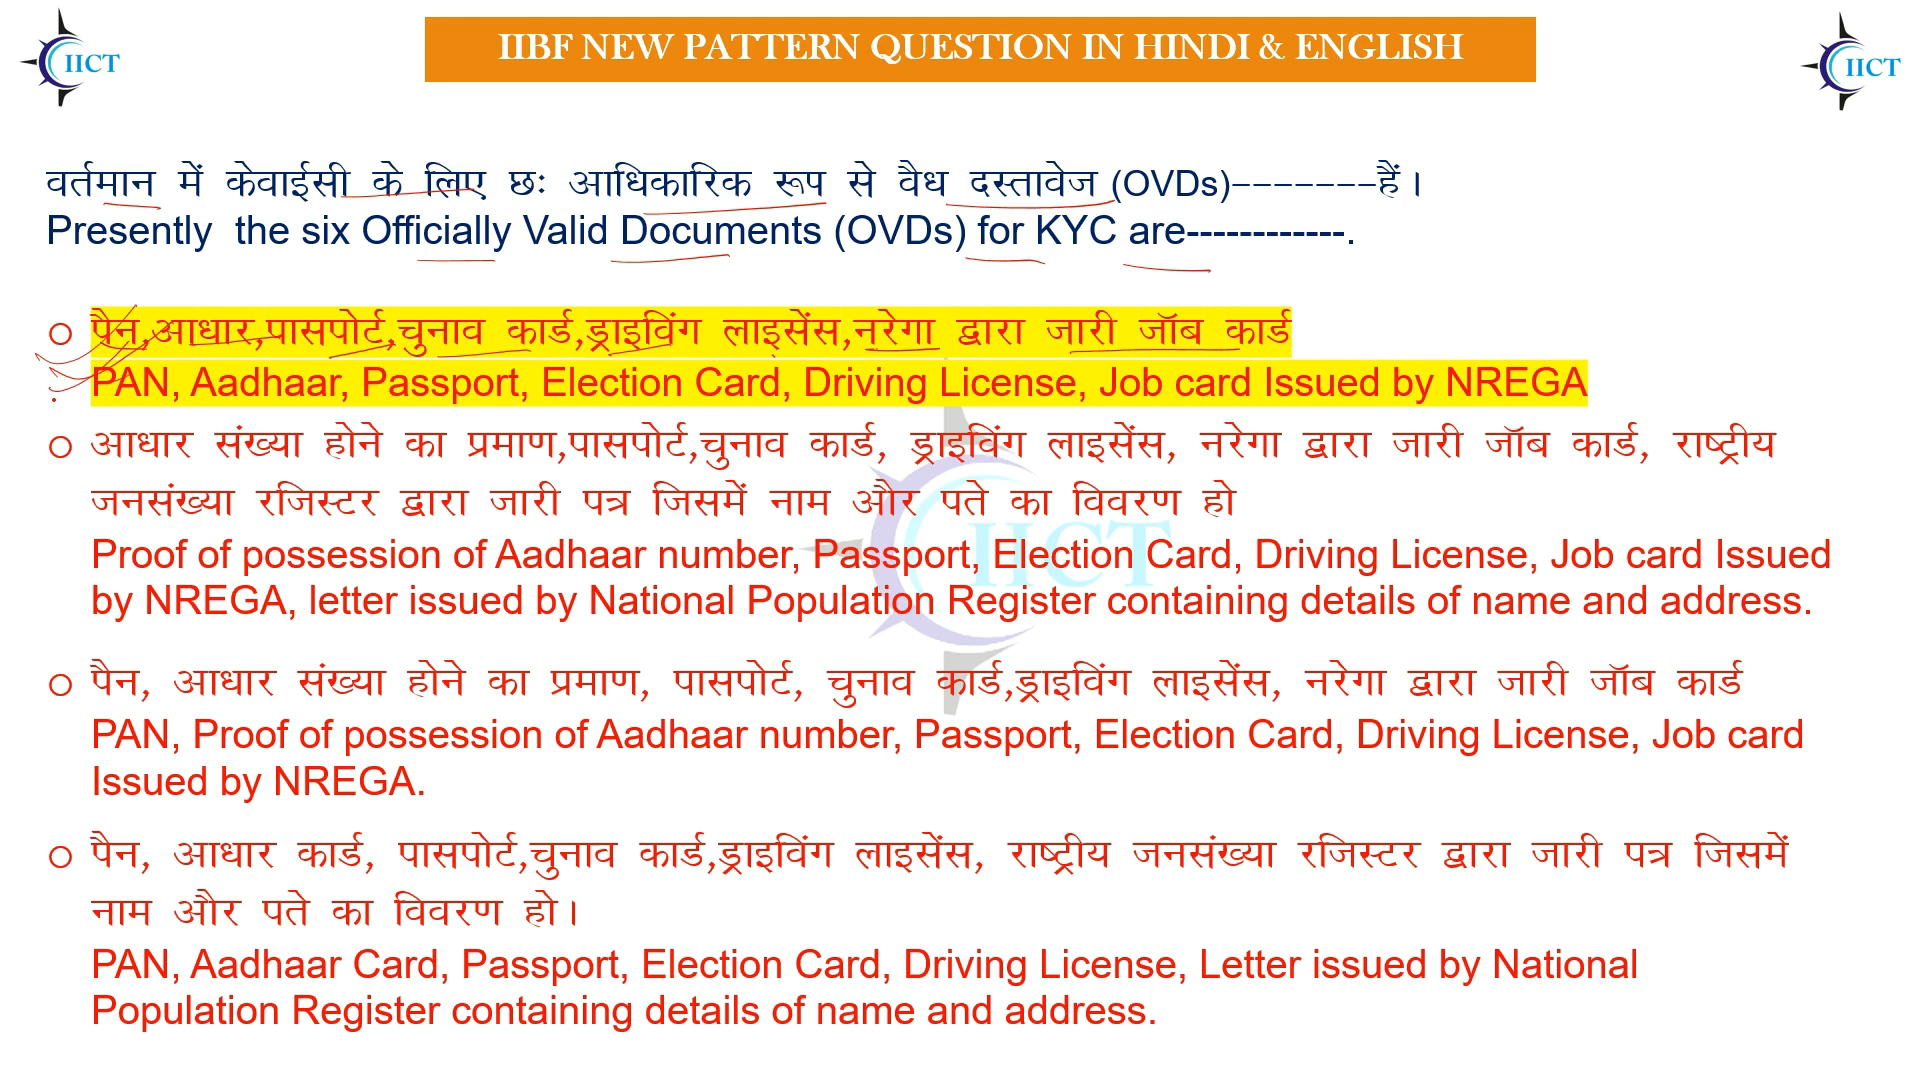 IICT
IIBF NEW PATTERN QUESTION IN HINDI & ENGLISH
IICT
वर्तमान में केवाईसी के लिए छः आधिकारिक रूप से वैध दस्तावेज (OVDs)-------हैं।
Presently the six Officially Valid Documents (OVDs) for KYC are------------.
पैन,आधार,पासपोर्ट,चुनाव कार्ड,ड्राइविंग लाइसेंस,नरेगा द्वारा जारी जॉब कार्ड
PAN, Aadhaar, Passport, Election Card, Driving License, Job card Issued by NREGA
आधार संख्या होने का प्रमाण,पासपोर्ट,चुनाव कार्ड, ड्राइविंग लाइसेंस, नरेगा द्वारा जारी जॉब कार्ड, राष्ट्रीय
जनसंख्या रजिस्टर द्वारा जारी पत्र जिसमें नाम और पते का विवरण हो
Proof of possession of Aadhaar number, Passport, Election Card, Driving License, Job card Issued
by NREGA, letter issued by National Population Register containing details of name and address.
IICT
पैन, आधार संख्या होने का प्रमाण, पासपोर्ट, चुनाव कार्ड,ड्राइविंग लाइसेंस, नरेगा द्वारा जारी जॉब कार्ड
PAN, Proof of possession of Aadhaar number, Passport, Election Card, Driving License, Job card
Issued by NREGA.
पैन, आधार कार्ड, पासपोर्ट,चुनाव कार्ड,ड्राइविंग लाइसेंस, राष्ट्रीय जनसंख्या रजिस्टर द्वारा जारी पत्र जिसमें
नाम और पते का विवरण हो।
PAN, Aadhaar Card, Passport, Election Card, Driving License, Letter issued by National
Population Register containing details of name and address.